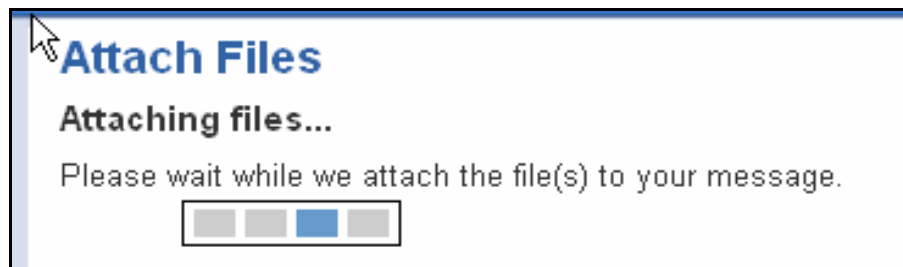 Attach Files
Attaching files...
Please wait while we attach the file(s) to your message.